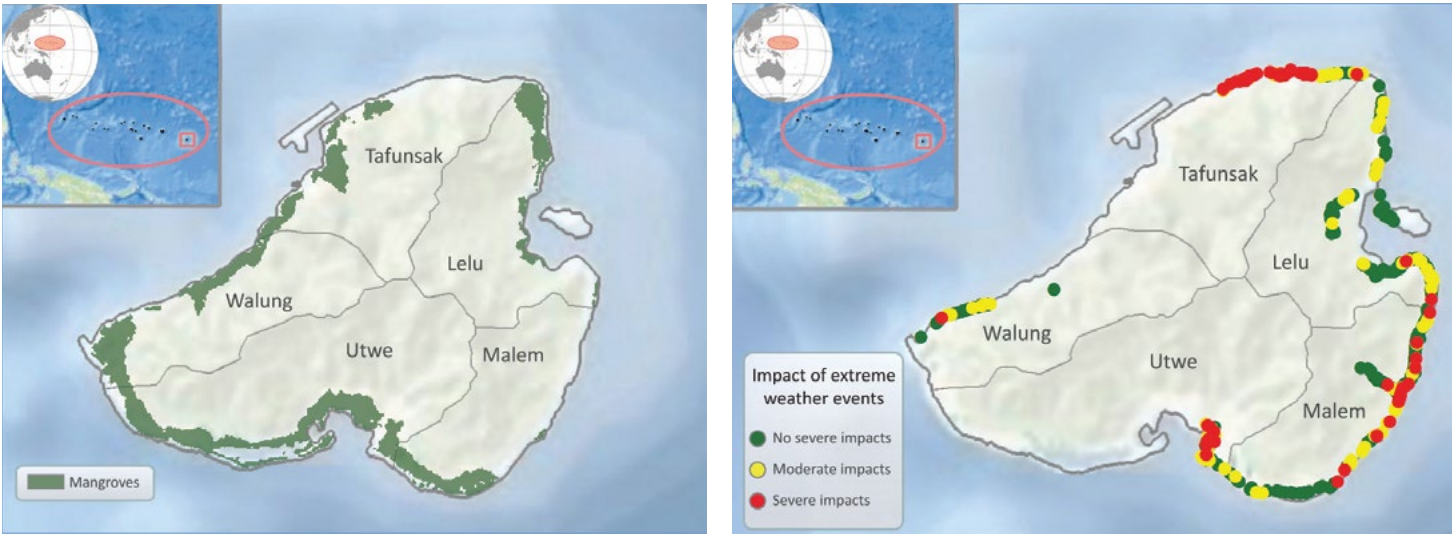 Tafunsak
Lelu
Walung
Utwe
Malem
Mangroves
Tafunsak
Lelu
Walung
Utwe
Malem
Impact of extreme
weather events
No severe impacts
Moderate impacts
Severe impacts